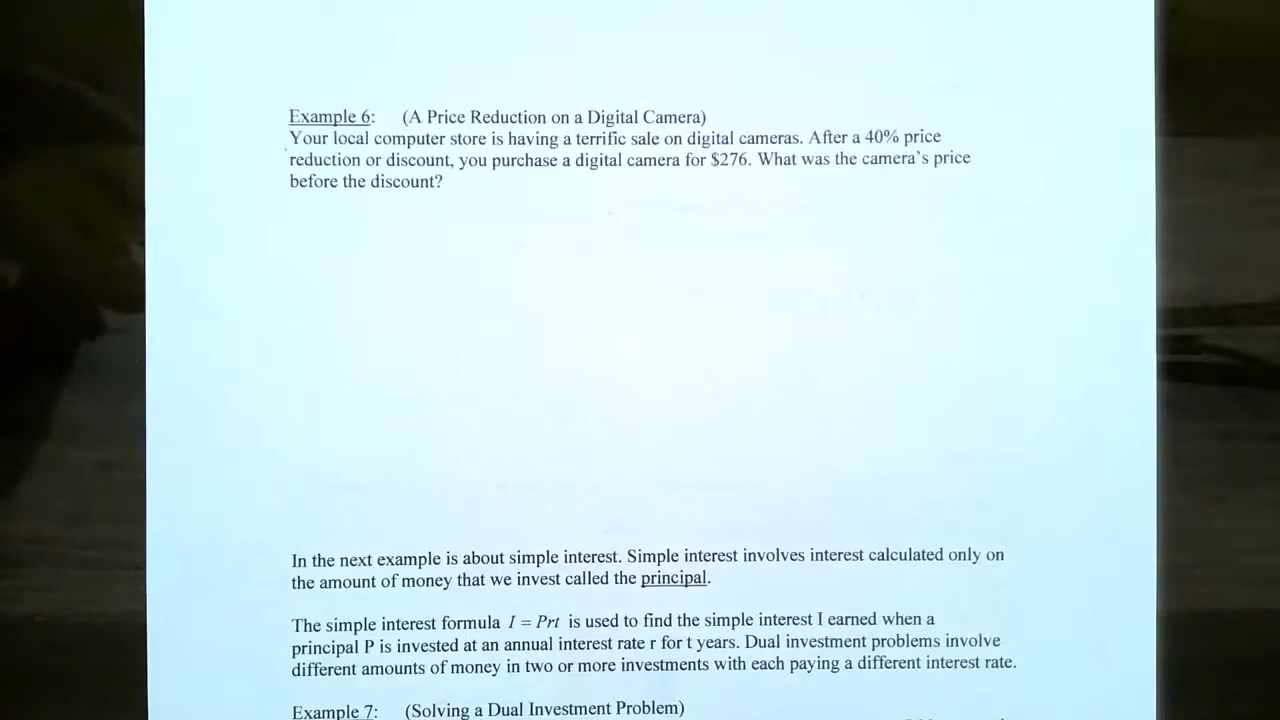 Example 6: (A Price Reduction on a Digital Camera)
Your local computer store is having a terrific sale on digital cameras. After a 40% price
reduction or discount, you purchase a digital camera for $276. What was the camera's price
before the discount?
In the next example is about simple interest. Simple interest involves interest calculated only on
the amount of money that we invest called the principal.
The simple interest formula I = Prt is used to find the simple interest I earned when a
principal P is invested at an annual interest rate r for t years. Dual investment problems involve
different amounts of money in two or more investments with each paying a different interest rate.
Example 7: (Solving a Dual Investment Problem)